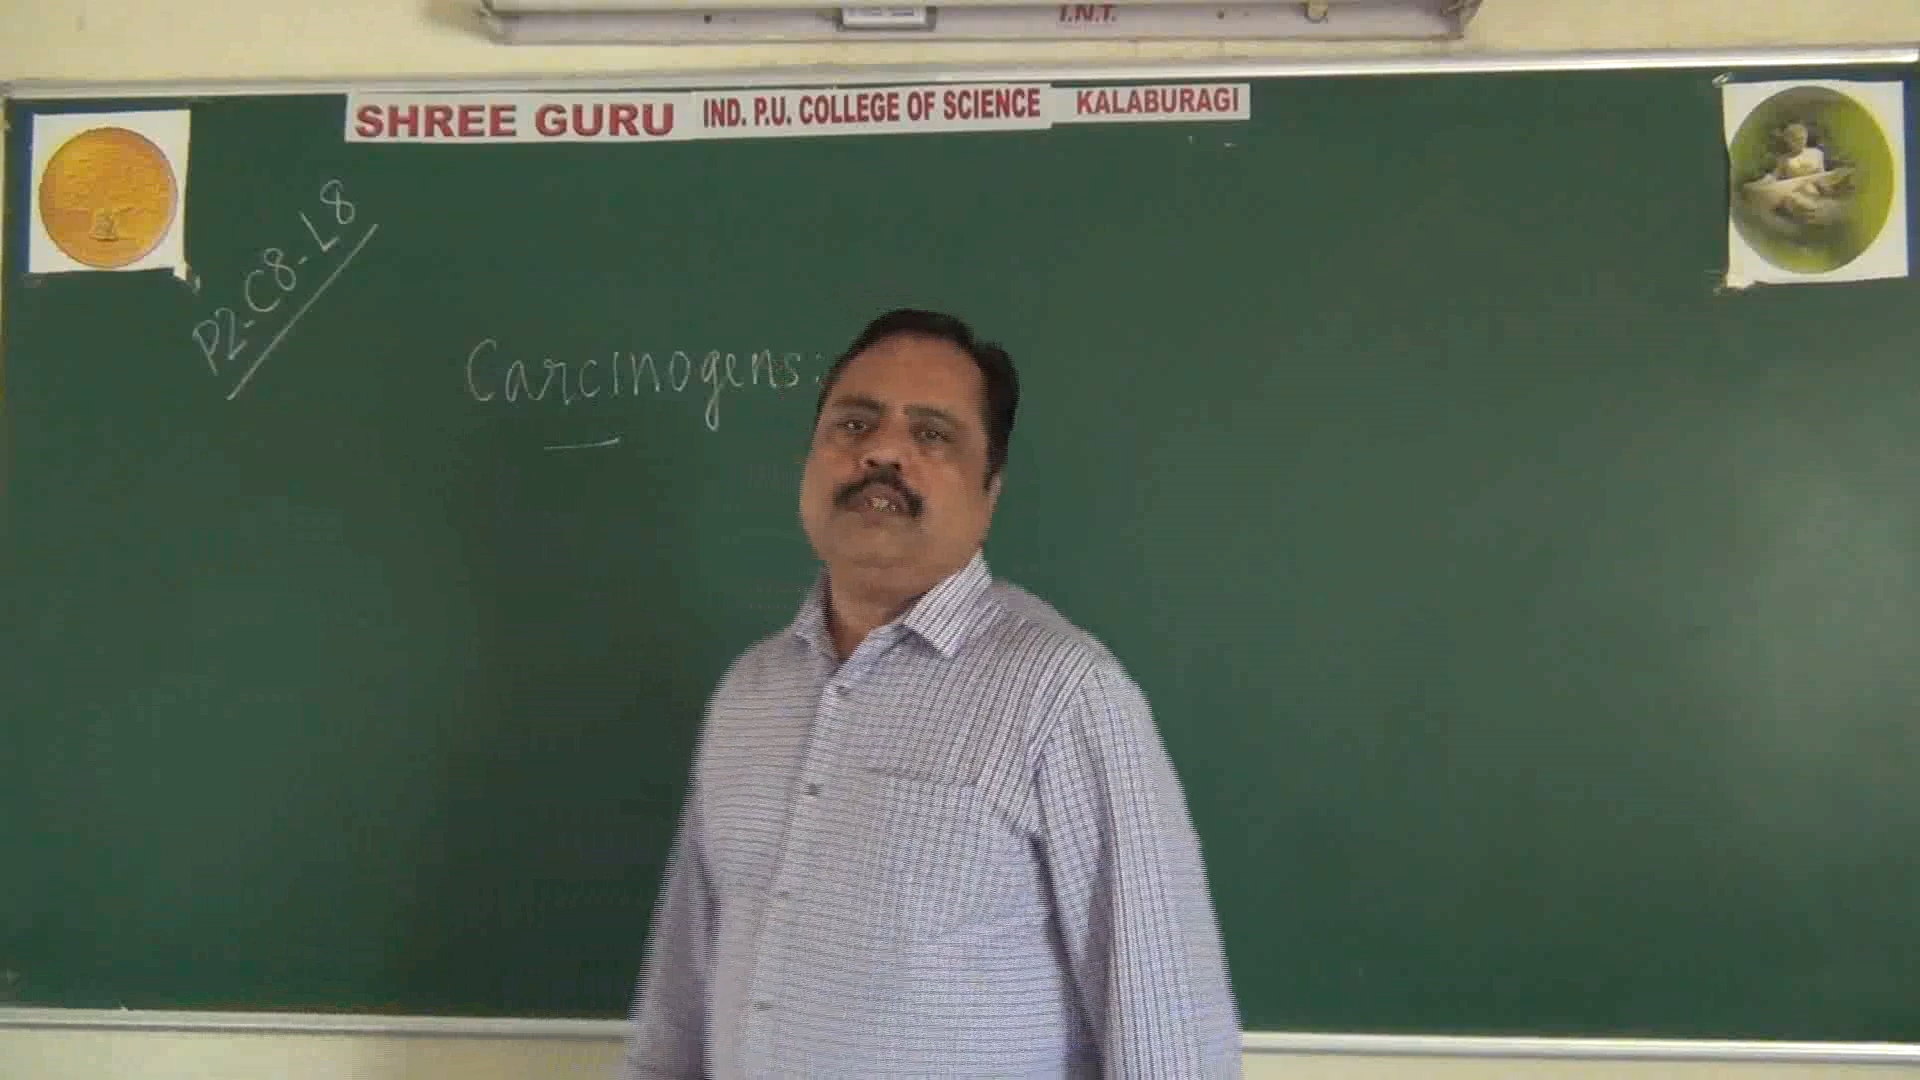 I.N.T.
SHREE GURU IND. P.U. COLLEGE OF SCIENCE KALABURAGI
P2-C8-L8
Carcinogens: